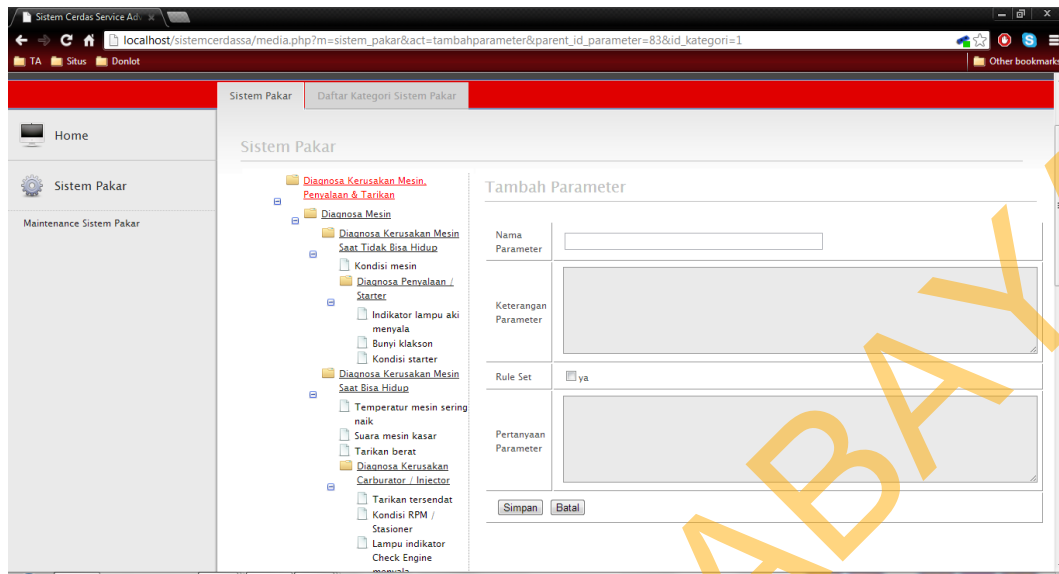 Sistem Cerdas Service Adv
localhost/sistemcerdassa/media.php?m=sistem_pakar&act=tambahparameter&parent_id_parameter=83&id_kategori=1
TA Situs Donlot Other bookmarks
Sistem Pakar Daftar Kategori Sistem Pakar
Home
Sistem Pakar
Maintenance Sistem Pakar
Sistem Pakar
Diagnosa Kerusakan Mesin,
Penyalaan & Tarikan
Diagnosa Mesin
Diagnosa Kerusakan Mesin
Saat Tidak Bisa Hidup
Kondisi mesin
Diagnosa Penyalaan /
Starter
Indikator lampu aki
menyala
Bunyi klakson
Kondisi starter
Diagnosa Kerusakan Mesin
Saat Bisa Hidup
Temperatur mesin sering
naik
Suara mesin kasar
Tarikan berat
Diagnosa Kerusakan
Carburator / Injector
Tarikan tersendat
Kondisi RPM /
Stasioner
Lampu indikator
Check Engine
menyala
Tambah Parameter
Nama
Parameter
Keterangan
Parameter
Rule Set ya
Pertanyaan
Parameter
Simpan Batal
ABAY